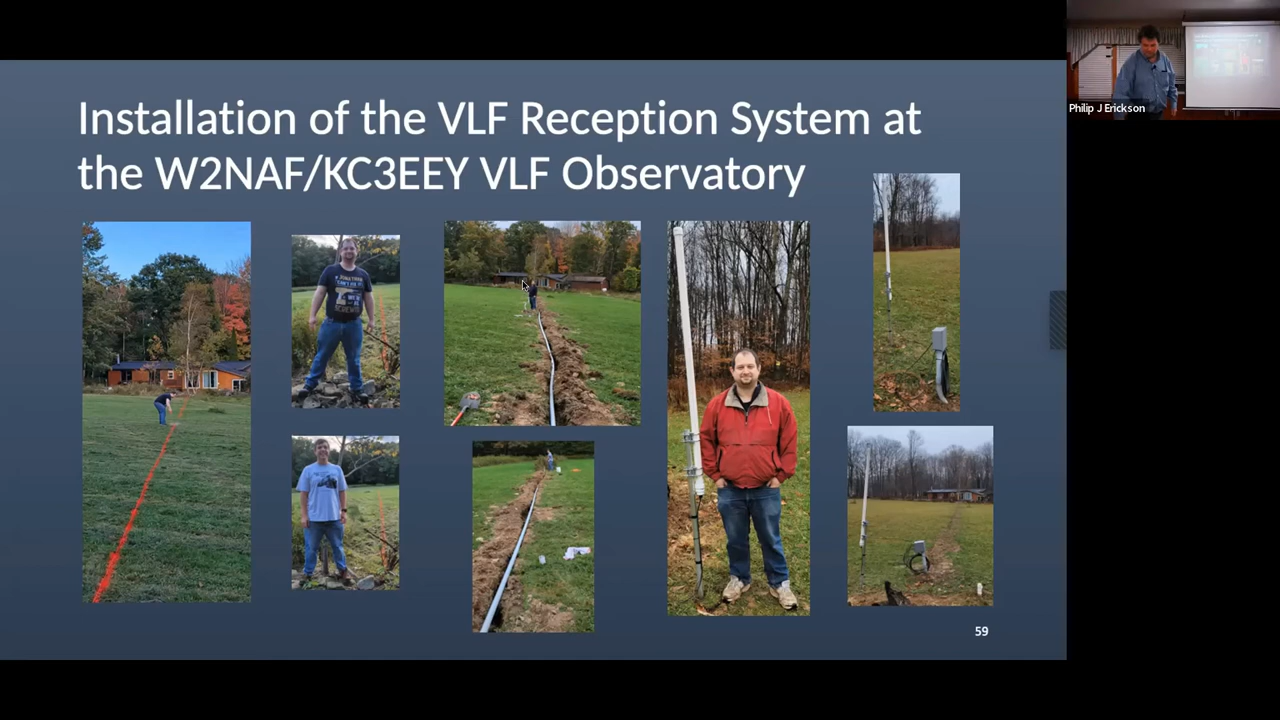 Installation of the VLF Reception System at
the W2NAF/KC3EEY VLF Observatory
59
Philip J Erickson